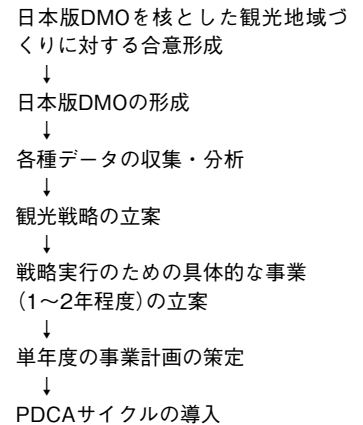 日本版DMOを核とした観光地域づ
くりに対する合意形成
↓
日本版DMOの形成
↓
各種データの収集・分析
↓
観光戦略の立案
↓
戦略実行のための具体的な事業
（1～2年程度）の立案
↓
単年度の事業計画の策定
↓
PDCAサイクルの導入